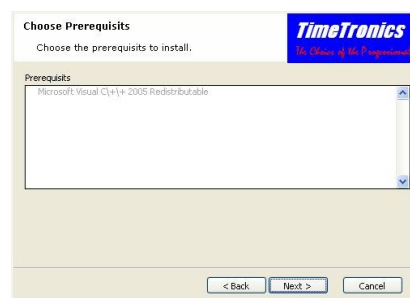 Choose Prerequisits
TimeTronics
Choose the prerequisits to install.
The Choice of the Professional
Prerequisits
Microsoft Visual C\+\+ 2005 Redistributable
< Back
Next >
Cancel